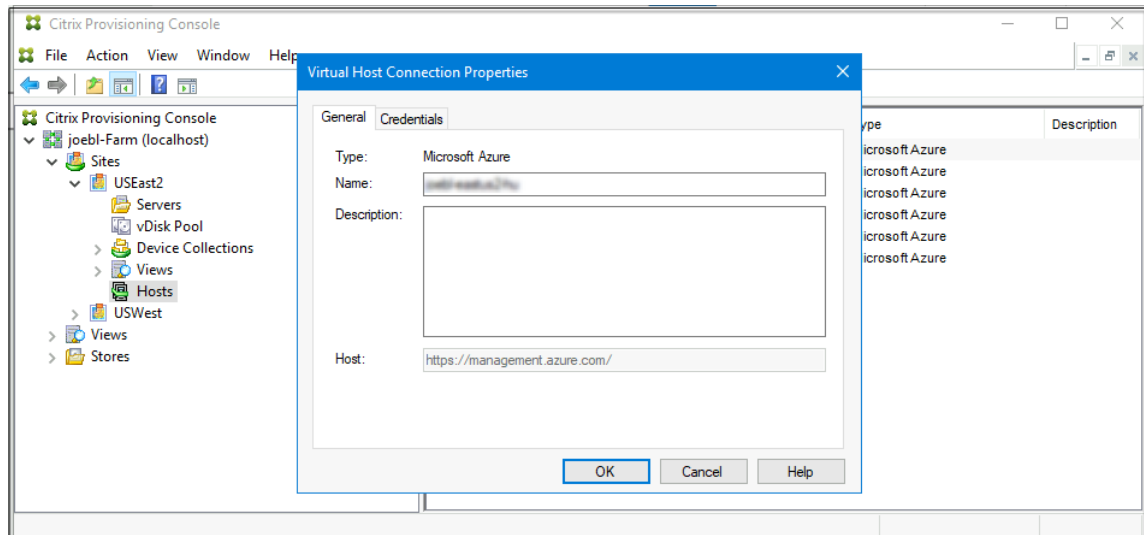 Citrix Provisioning Console
File Action View Window Help
Virtual Host Connection Properties
Citrix Provisioning Console
joebl-Farm (localhost)
Sites
USEast2
Servers
vDisk Pool
Device Collections
Views
Hosts
USWest
Views
Stores
General Credentials
Type: Microsoft Azure
Name:
Description:
Host: https://management.azure.com/
OK Cancel Help
ype Description
icrosoft Azure
icrosoft Azure
icrosoft Azure
icrosoft Azure
icrosoft Azure
icrosoft Azure